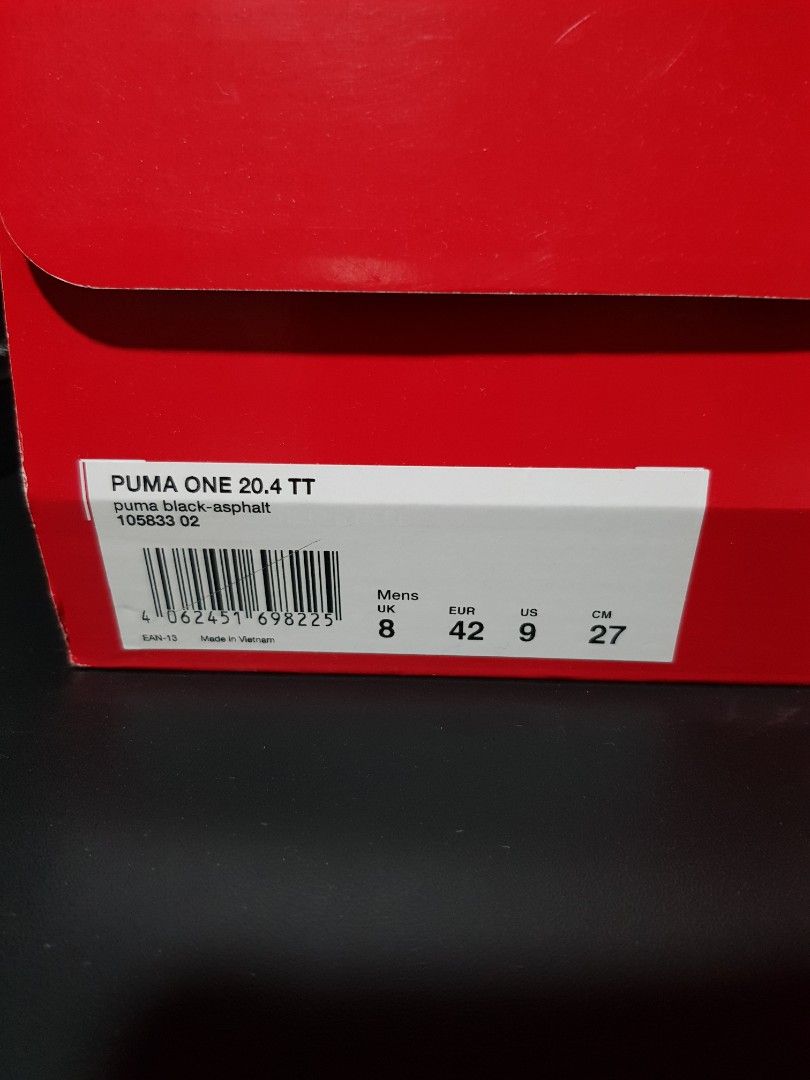 PUMA ONE 20.4 TT
puma black-asphalt
105833 02
4 062451 698225
EAN-13 Made in Vietnam
Mens
UK EUR US CM
8 42 9 27